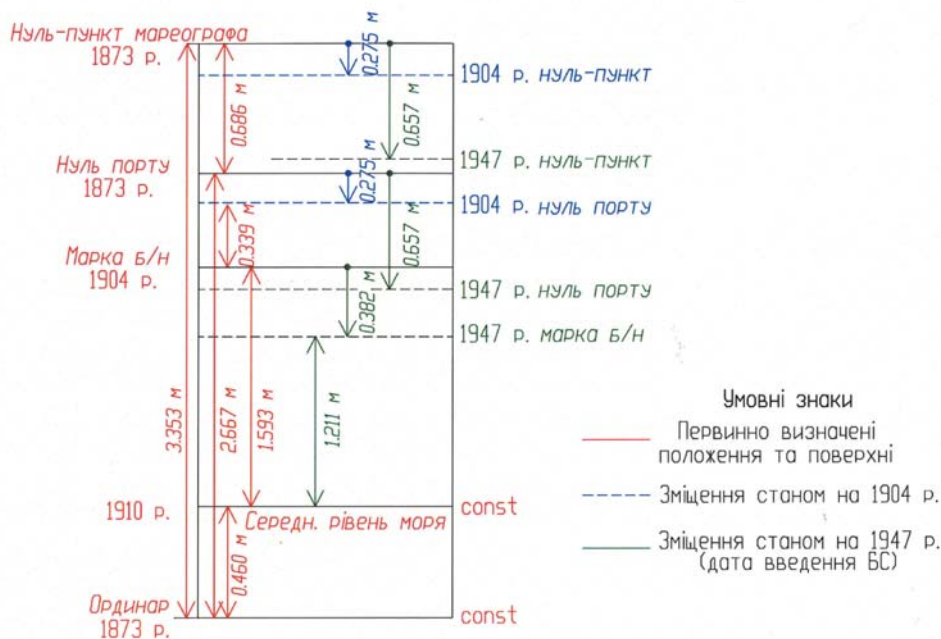 Нуль-пункт мареографа
1873 р.
0.275 м
1904 р. нуль-пункт
0.686 м
0.657 м
1947 р. нуль-пункт
Нуль порту
1873 р.
0.275 м
1904 р. нуль порту
0.339 м
0.657 м
Марка б/н
1904 р.
1947 р. нуль порту
0.382 м
1947 р. марка б/н
3.353 м
2.667 м
1.593 м
1.211 м
Умовні знаки
Первинно визначені
положення та поверхні
1910 р.
const
Середн. рівень моря
Зміщення станом на 1904 р.
0.460 м
Зміщення станом на 1947 р.
(дата введення БС)
Ординар
1873 р.
const